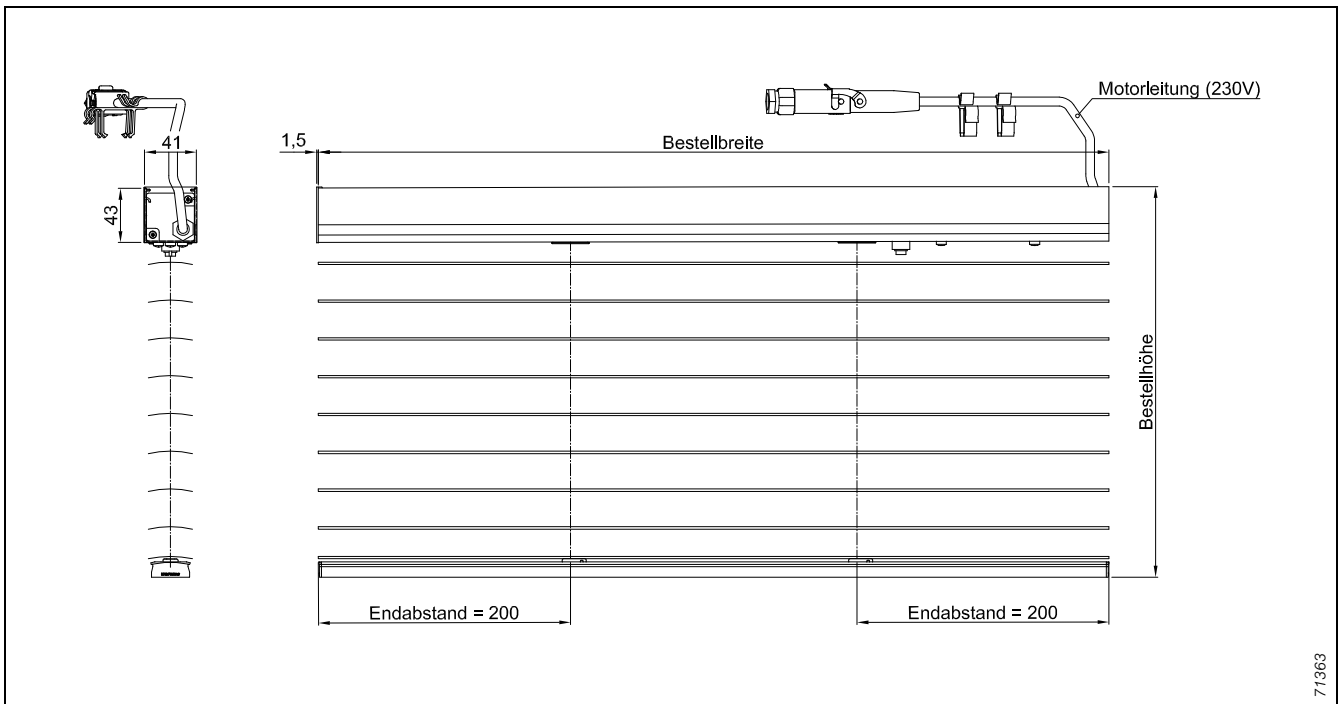 Motorleitung (230V)
41
1,5
Bestellbreite
43
Bestellhöhe
Endabstand = 200
Endabstand = 200
71363